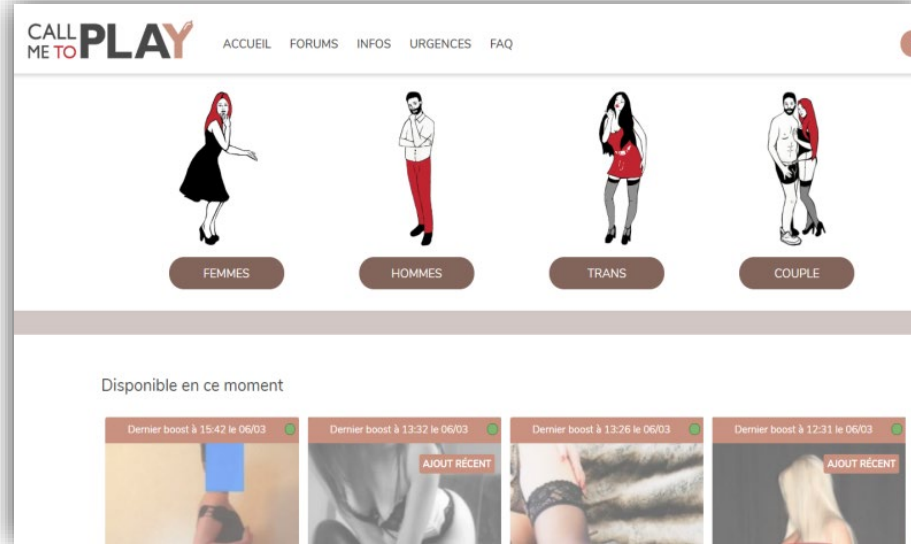 CALL
ME TO PLAY
ACCUEIL FORUMS INFOS URGENCES FAQ
FEMMES HOMMES TRANS COUPLE
Disponible en ce moment
Dernier boost à 15:42 le 06/03 Dernier boost à 13:32 le 06/03 Dernier boost à 13:26 le 06/03 Dernier boost à 12:31 le 06/03
AJOUT RÉCENT AJOUT RÉCENT